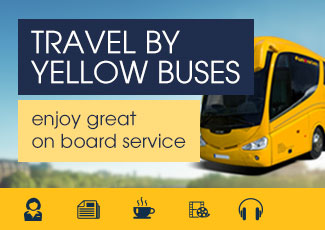 TRAVEL BY
YELLOW BUSES
enjoy great
on board service